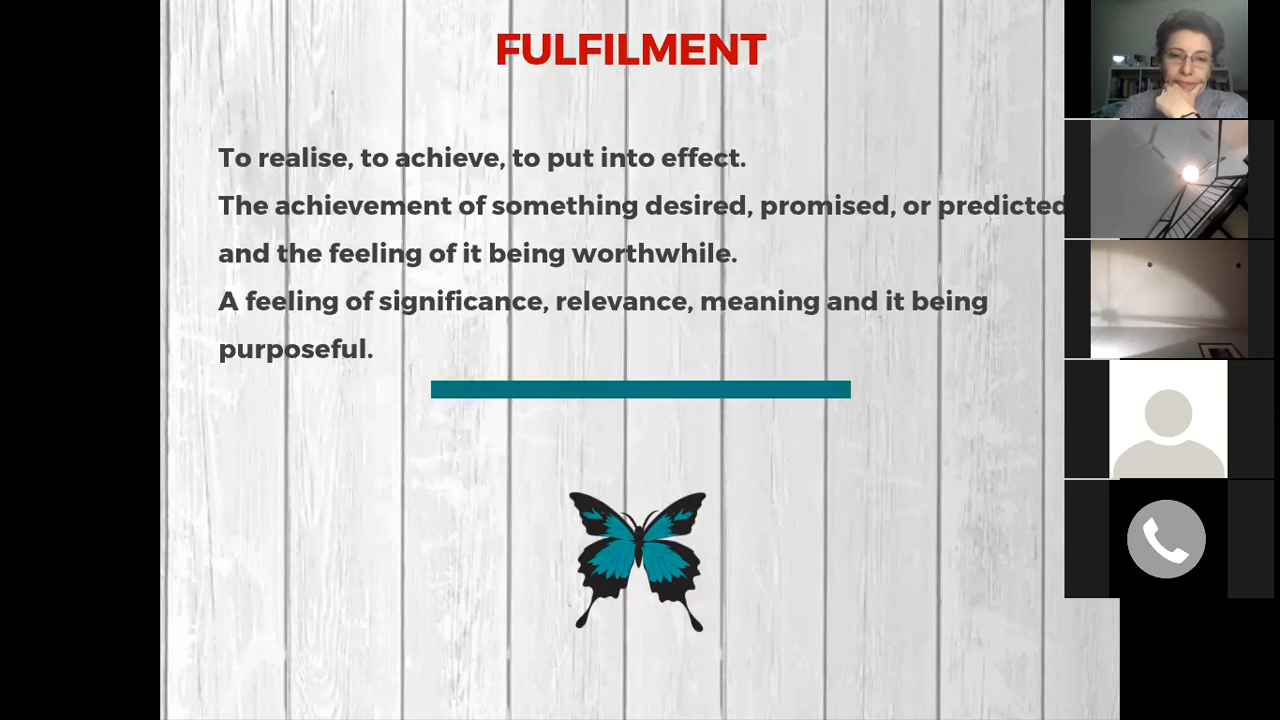 FULFILMENT
To realise, to achieve, to put into effect.
The achievement of something desired, promised, or predicted
and the feeling of it being worthwhile.
A feeling of significance, relevance, meaning and it being
purposeful.